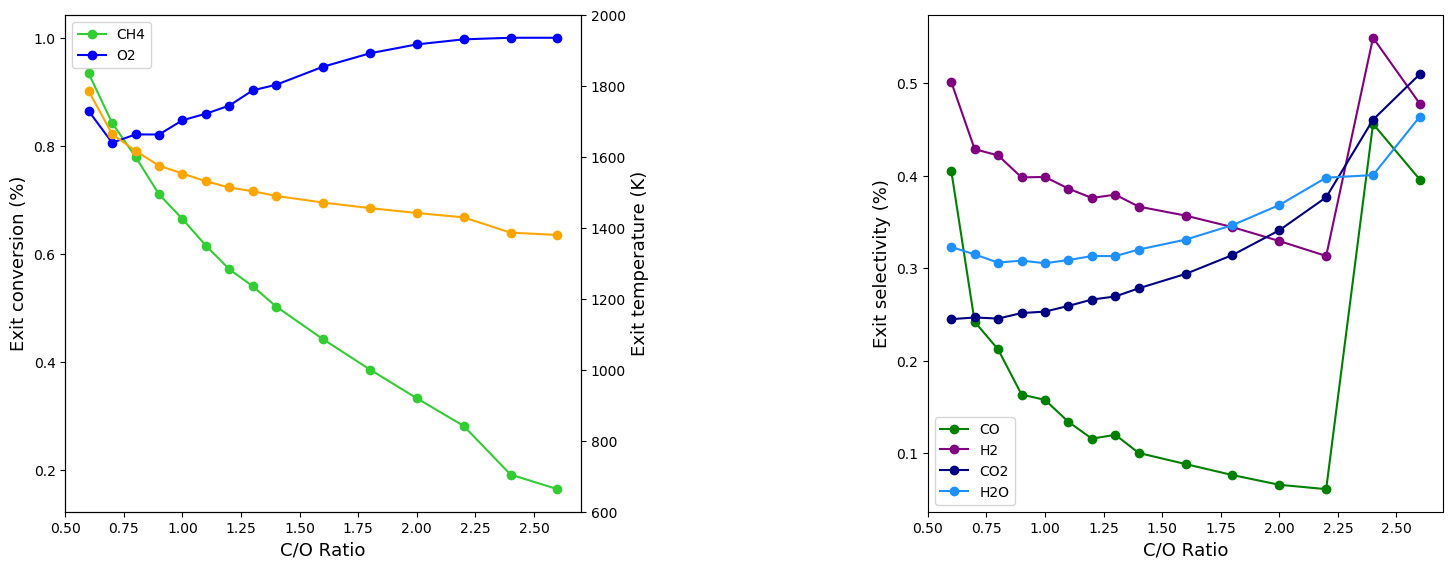 CH4
O2
1.0
0.8
0.6
0.4
0.2
Exit conversion (%)
0.50 0.75 1.00 1.25 1.50 1.75 2.00 2.25 2.50
C/O Ratio
2000
1800
1600
1400
1200
1000
800
600
Exit temperature (K)
0.5
0.4
0.3
0.2
0.1
Exit selectivity (%)
CO
H2
CO2
H2O
0.50 0.75 1.00 1.25 1.50 1.75 2.00 2.25 2.50
C/O Ratio